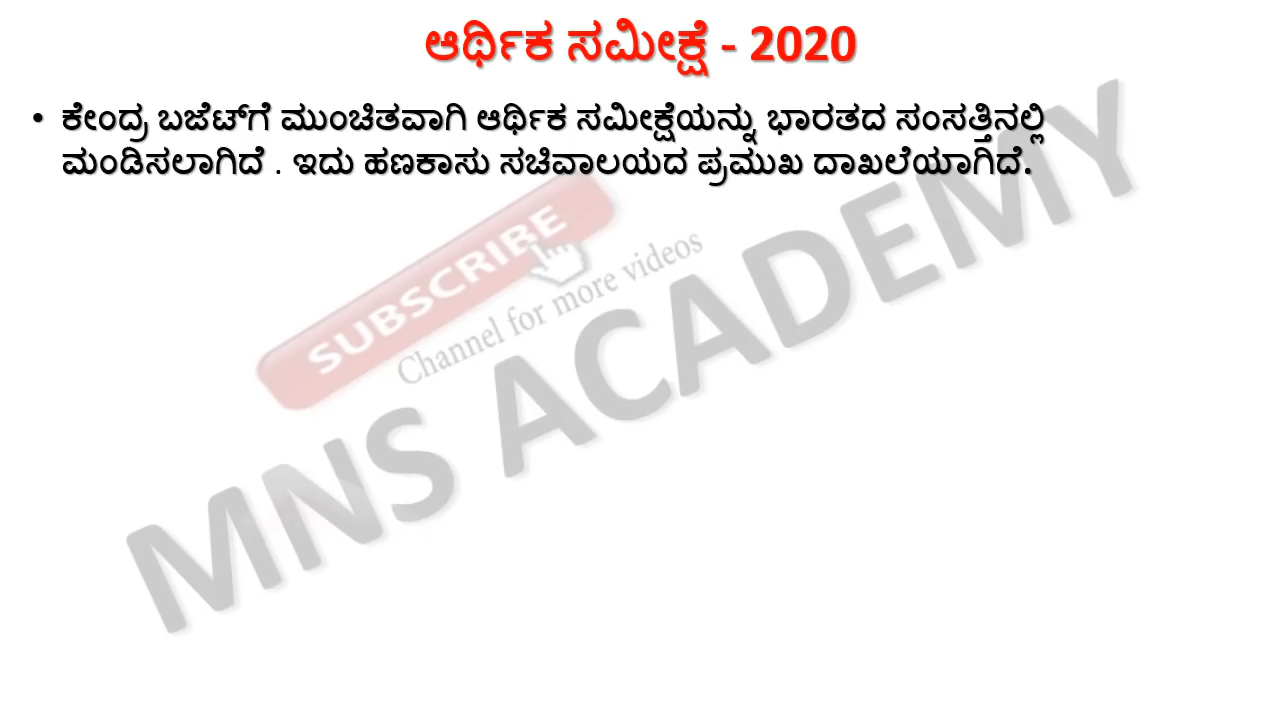 ಆರ್ಥಿಕ ಸಮೀಕ್ಷೆ - 2020
• ಕೇಂದ್ರ ಬಜೆಟ್‌ಗೆ ಮುಂಚಿತವಾಗಿ ಆರ್ಥಿಕ ಸಮೀಕ್ಷೆಯನ್ನು ಭಾರತದ ಸಂಸತ್ತಿನಲ್ಲಿ
ಮಂಡಿಸಲಾಗಿದೆ . ಇದು ಹಣಕಾಸು ಸಚಿವಾಲಯದ ಪ್ರಮುಖ ದಾಖಲೆಯಾಗಿದೆ.
SUBSCRIBE
Channel for more videos
MNS ACADEMY